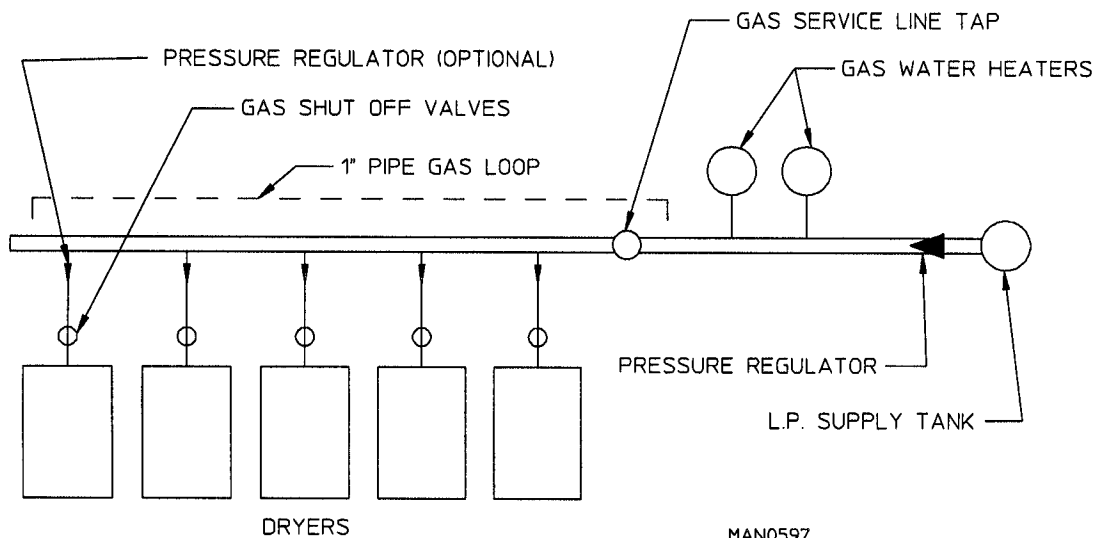 GAS SERVICE LINE TAP
PRESSURE REGULATOR (OPTIONAL)
GAS WATER HEATERS
GAS SHUT OFF VALVES
1" PIPE GAS LOOP
PRESSURE REGULATOR
L.P. SUPPLY TANK
DRYERS
MAN0597